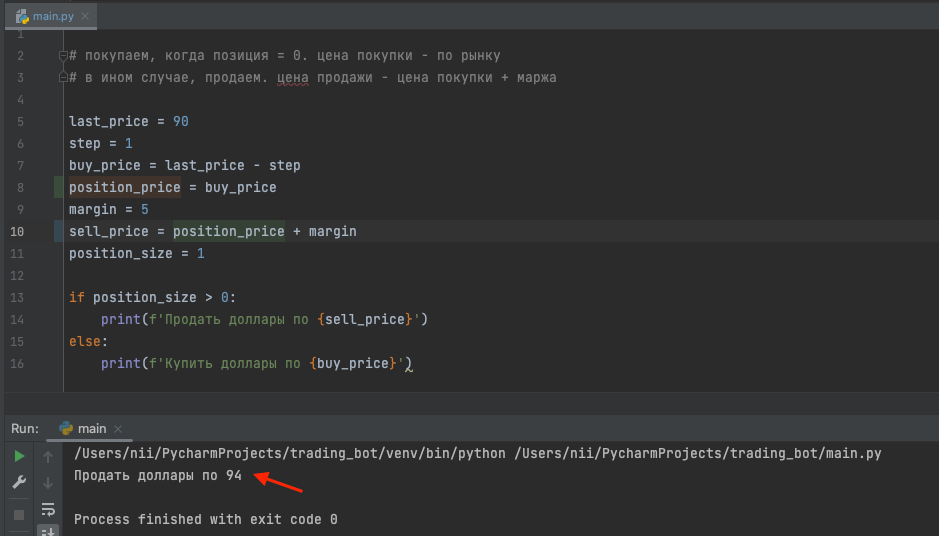 main.py
1
2 # покупаем, когда позиция = 0. цена покупки - по рынку
3 # в ином случае, продаем. цена продажи - цена покупки + маржа
4
5 last_price = 90
6 step = 1
7 buy_price = last_price - step
8 position_price = buy_price
9 margin = 5
10 sell_price = position_price + margin
11 position_size = 1
12
13 if position_size > 0:
14     print(f'Продать доллары по {sell_price}')
15 else:
16     print(f'Купить доллары по {buy_price}')
Run: main
/Users/nii/PycharmProjects/trading_bot/venv/bin/python /Users/nii/PycharmProjects/trading_bot/main.py
Продать доллары по 94
Process finished with exit code 0